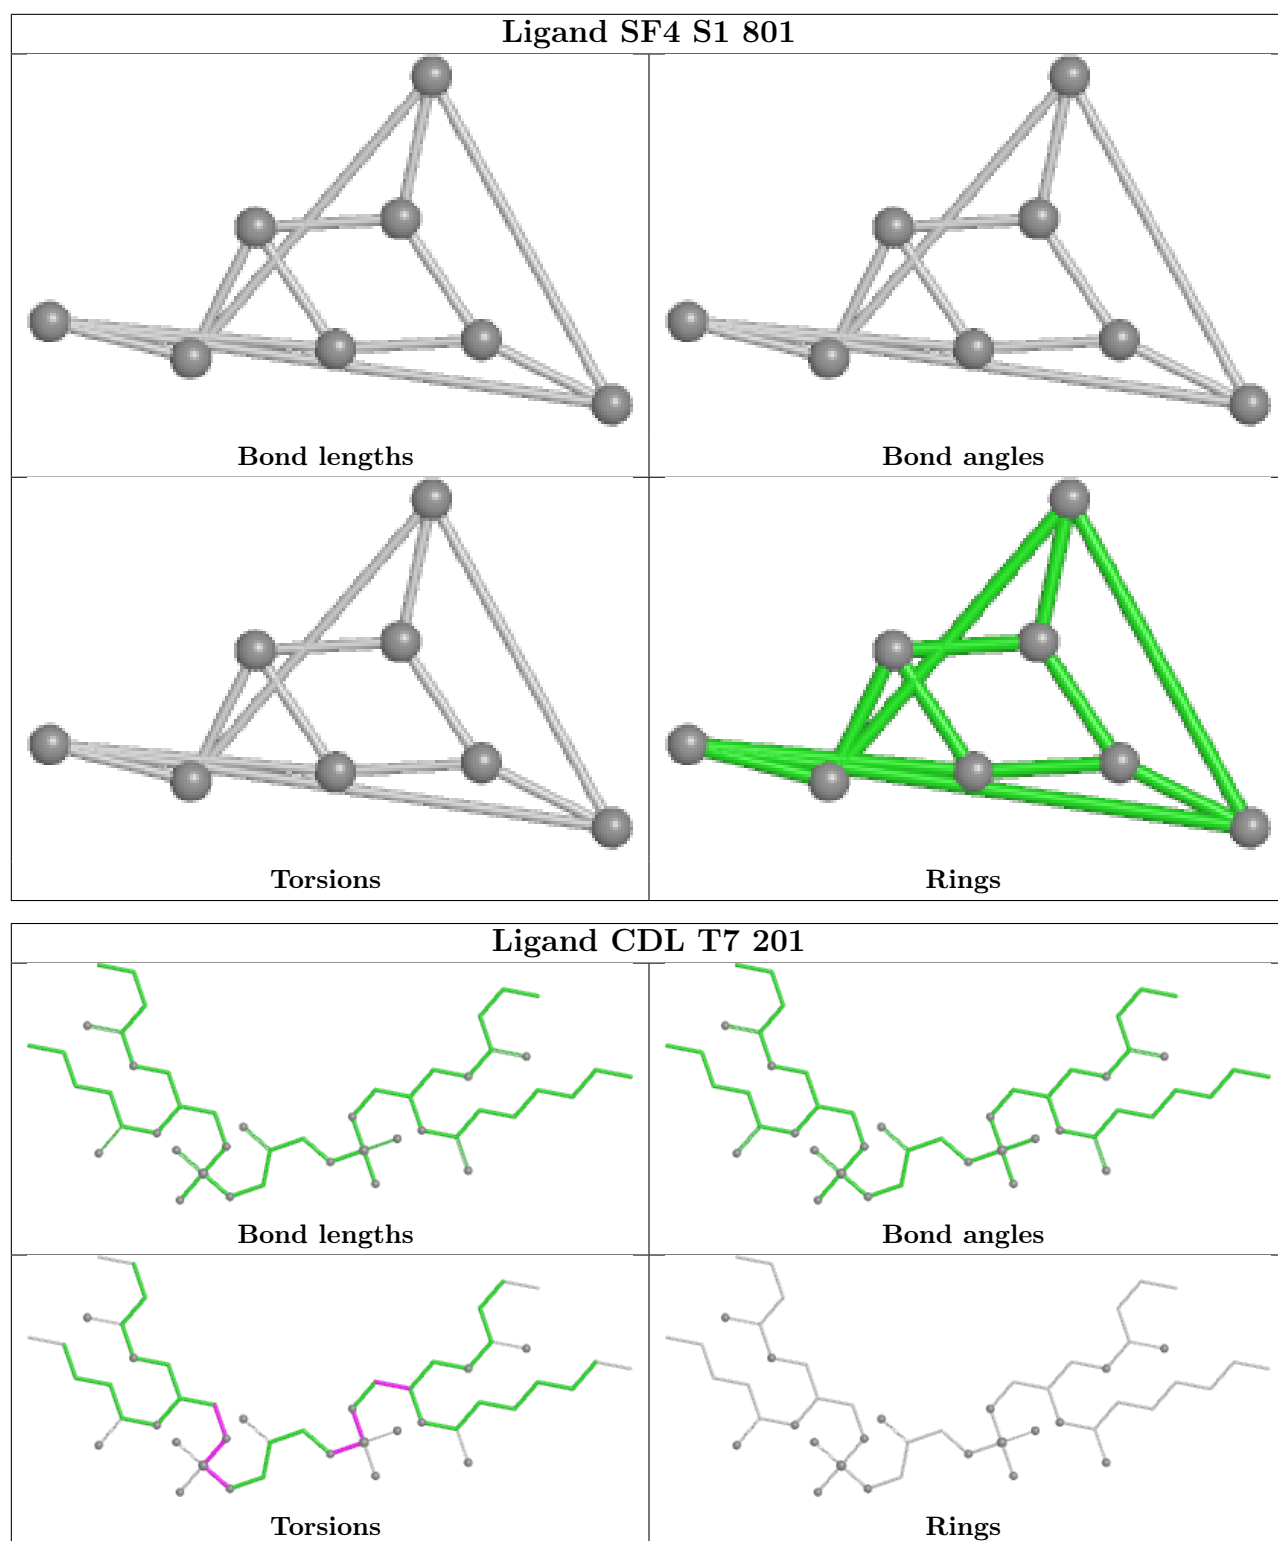 Ligand SF4 S1 801
Bond lengths
Bond angles
Torsions
Rings
Ligand CDL T7 201
Bond lengths
Bond angles
Torsions
Rings